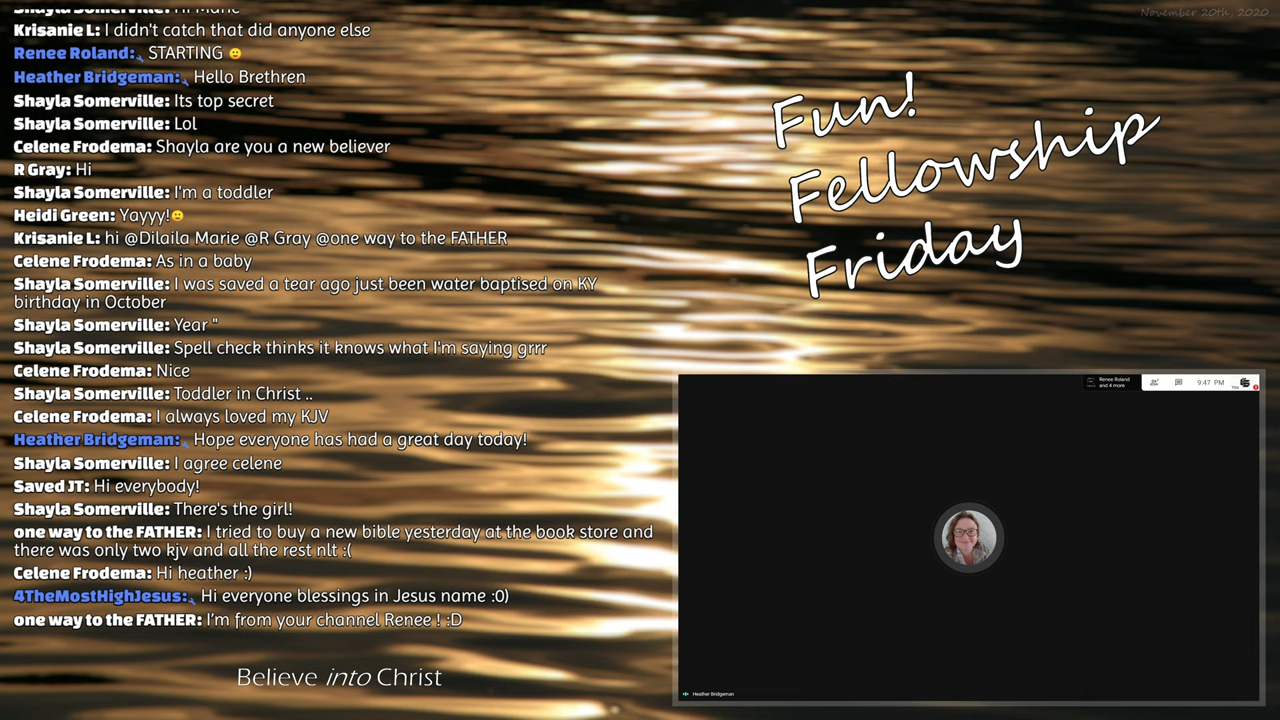 Shayla Somerville: Hi Marie
Krisanie L: I didn't catch that did anyone else
Renee Roland: STARTING
Heather Bridgeman: Hello Brethren
Shayla Somerville: Its top secret
Shayla Somerville: Lol
Celene Frodema: Shayla are you a new believer
R Gray: Hi
Shayla Somerville: I'm a toddler
Heidi Green: Yayyy!
Krisanie L: hi @Dilaila Marie @R Gray @one way to the FATHER
Celene Frodema: As in a baby
Shayla Somerville: I was saved a tear ago just been water baptised on KY
birthday in October
Shayla Somerville: Year "
Shayla Somerville: Spell check thinks it knows what I'm saying grrr
Celene Frodema: Nice
Shayla Somerville: Toddler in Christ ..
Celene Frodema: I always loved my KJV
Heather Bridgeman: Hope everyone has had a great day today!
Shayla Somerville: I agree celene
Saved JT: Hi everybody!
Shayla Somerville: There's the girl!
one way to the FATHER: I tried to buy a new bible yesterday at the book store and
there was only two kjv and all the rest nlt :(
Celene Frodema: Hi heather :)
4TheMostHighJesus: Hi everyone blessings in Jesus name :0)
one way to the FATHER: I'm from your channel Renee ! :D
Believe into Christ
November 20th, 2020
Fun!
Fellowship
Friday
Renee Roland
and 4 more
9:47 PM
You
Heather Bridgeman